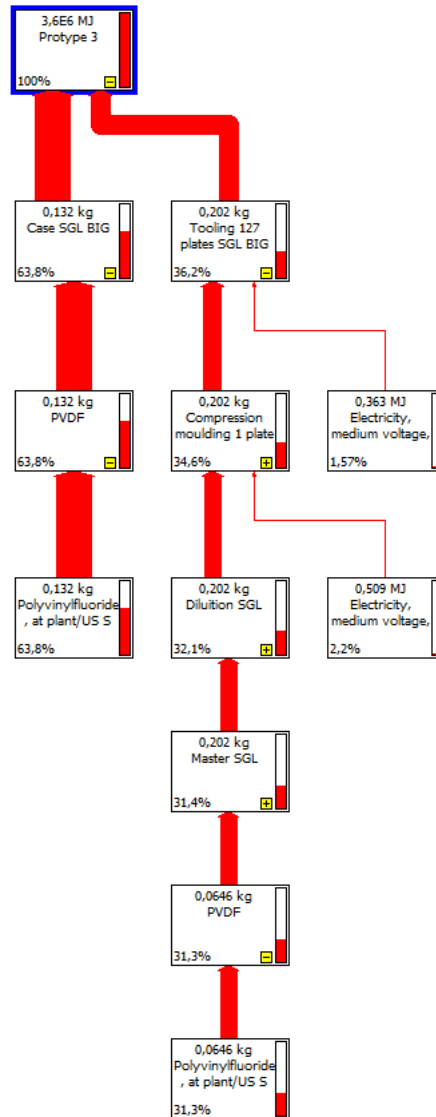 3,6E6 MJ
Protype 3
100%
0,132 kg
Case SGL BIG
63,8%
0,202 kg
Tooling 127
plates SGL BIG
36,2%
0,132 kg
PVDF
63,8%
0,202 kg
Compression
moulding 1 plate
34,6%
0,363 MJ
Electricity,
medium voltage,
1,57%
0,132 kg
Polyvinylfluoride
, at plant/US S
63,8%
0,202 kg
Diluition SGL
32,1%
0,509 MJ
Electricity,
medium voltage,
2,2%
0,202 kg
Master SGL
31,4%
0,0646 kg
PVDF
31,3%
0,0646 kg
Polyvinylfluoride
, at plant/US S
31,3%